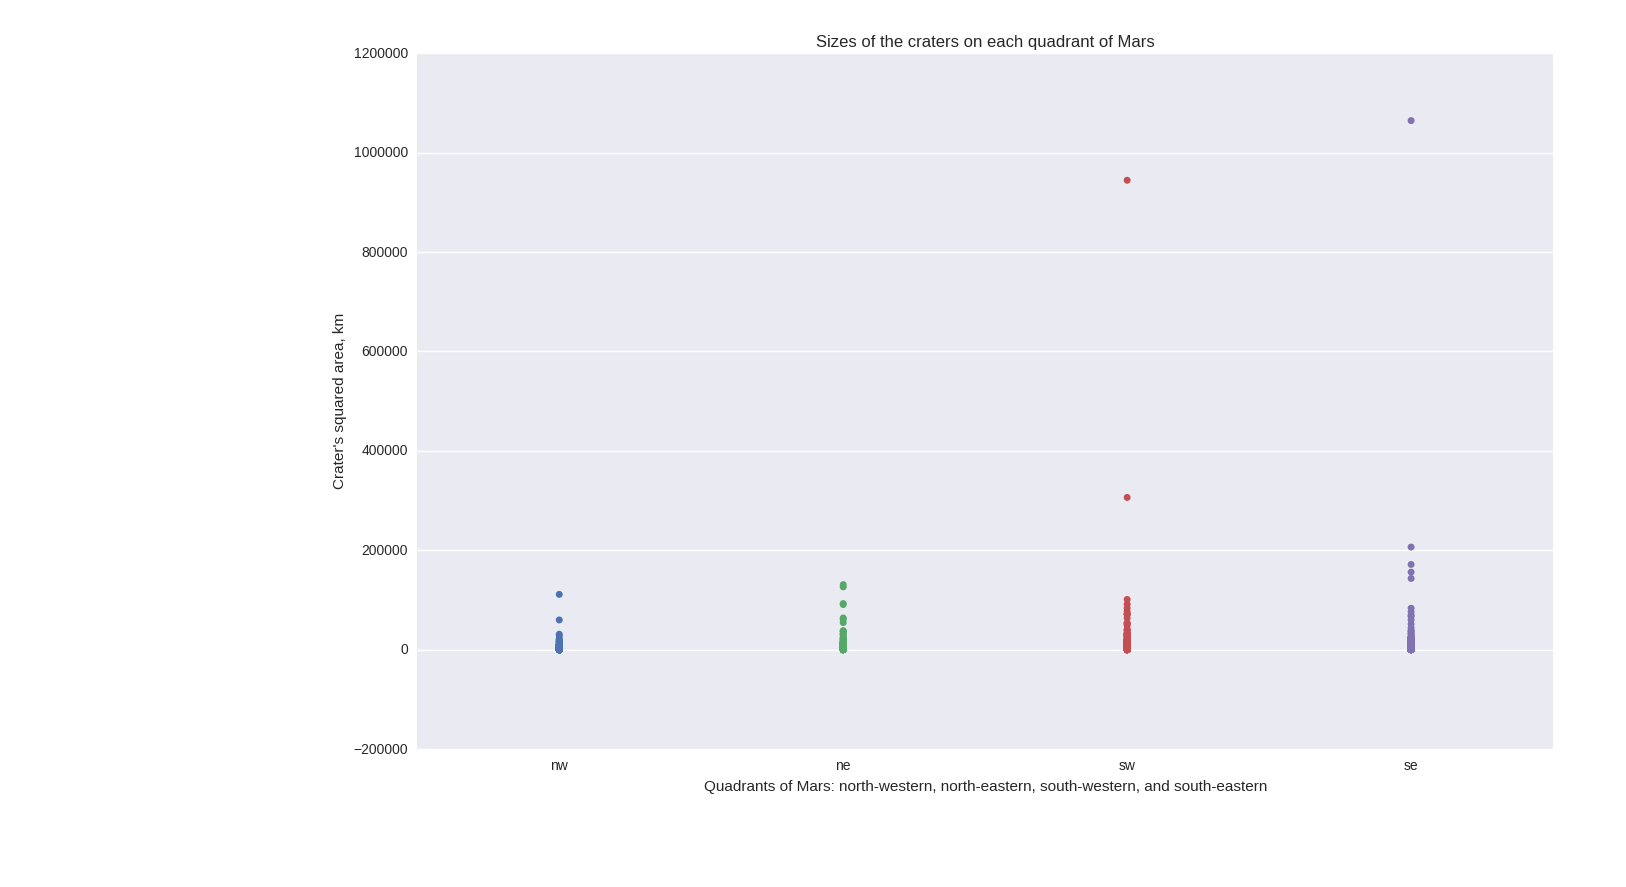 Sizes of the craters on each quadrant of Mars
1200000
1000000
800000
600000
400000
200000
0
−200000
Crater's squared area, km
nw ne sw se
Quadrants of Mars: north-western, north-eastern, south-western, and south-eastern